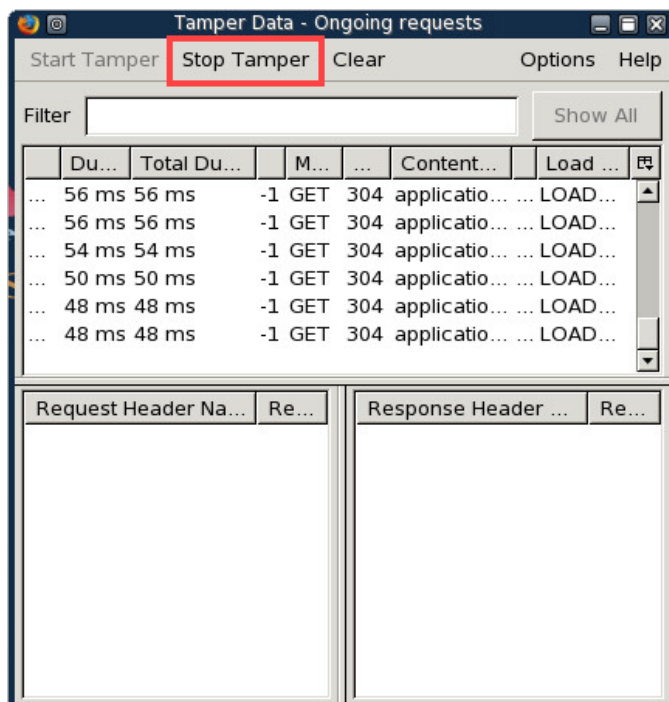 Tamper Data - Ongoing requests
Start Tamper Stop Tamper Clear Options Help
Filter Show All
Du... Total Du... M... ... Content... Load ...
... 56 ms 56 ms -1 GET 304 applicatio... ... LOAD...
... 56 ms 56 ms -1 GET 304 applicatio... ... LOAD...
... 54 ms 54 ms -1 GET 304 applicatio... ... LOAD...
... 50 ms 50 ms -1 GET 304 applicatio... ... LOAD...
... 48 ms 48 ms -1 GET 304 applicatio... ... LOAD...
... 48 ms 48 ms -1 GET 304 applicatio... ... LOAD...
Request Header Na... Re... Response Header ... Re...